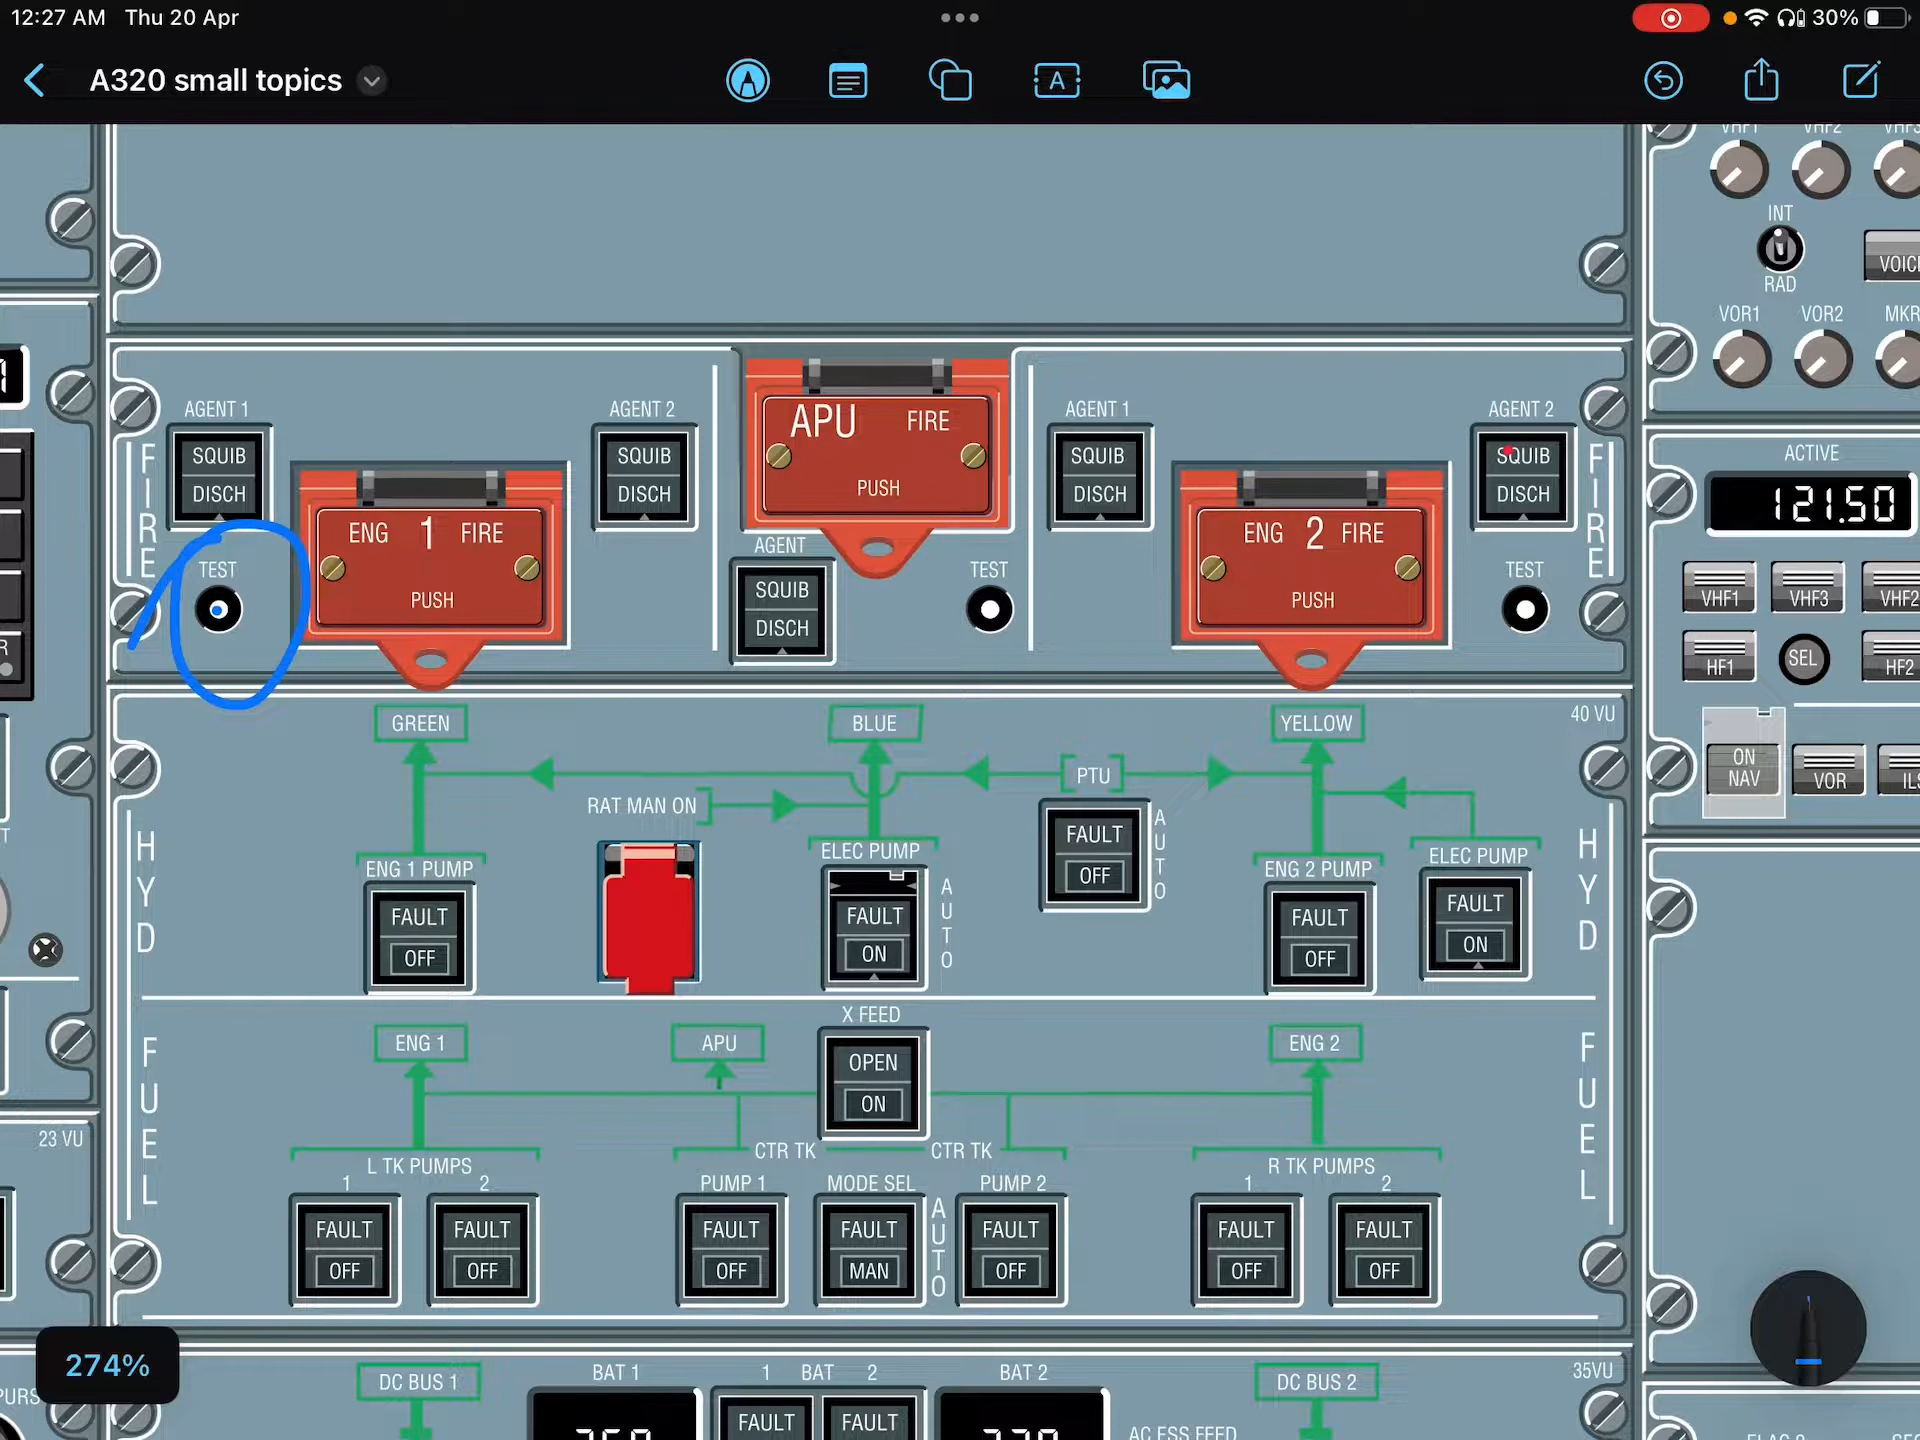 12:27 AM Thu 20 Apr
30%
A320 small topics
A
VHF1 VHF2
INT
RAD
VOR1 VOR2 MKR
AGENT 1
SQUIB
DISCH
TEST
FIRE
ENG 1 FIRE
PUSH
AGENT 2
SQUIB
DISCH
APU FIRE
PUSH
AGENT
SQUIB
DISCH
TEST
AGENT 1
SQUIB
DISCH
ENG 2 FIRE
PUSH
AGENT 2
SQUIB
DISCH
TEST
FIRE
ACTIVE
121.50
VHF1 VHF3 VHF2
HF1 SEL HF2
ON
NAV
VOR
40 VU
GREEN BLUE YELLOW
PTU
RAT MAN ON
HYD
ENG 1 PUMP
FAULT
OFF
ELEC PUMP
FAULT
ON
AUTO
FAULT
OFF
AUTO
ENG 2 PUMP
FAULT
OFF
ELEC PUMP
FAULT
ON
HYD
X FEED
OPEN
ON
ENG 1 APU ENG 2
FUEL
FUEL
23 VU
L TK PUMPS
1 2
FAULT FAULT
OFF OFF
CTR TK CTR TK
PUMP 1 MODE SEL PUMP 2
FAULT FAULT FAULT
OFF MAN OFF
AUTO
R TK PUMPS
1 2
FAULT FAULT
OFF OFF
274%
35VU
DC BUS 1 BAT 1 1 BAT 2 BAT 2 DC BUS 2
FAULT FAULT
AC ESS FEED